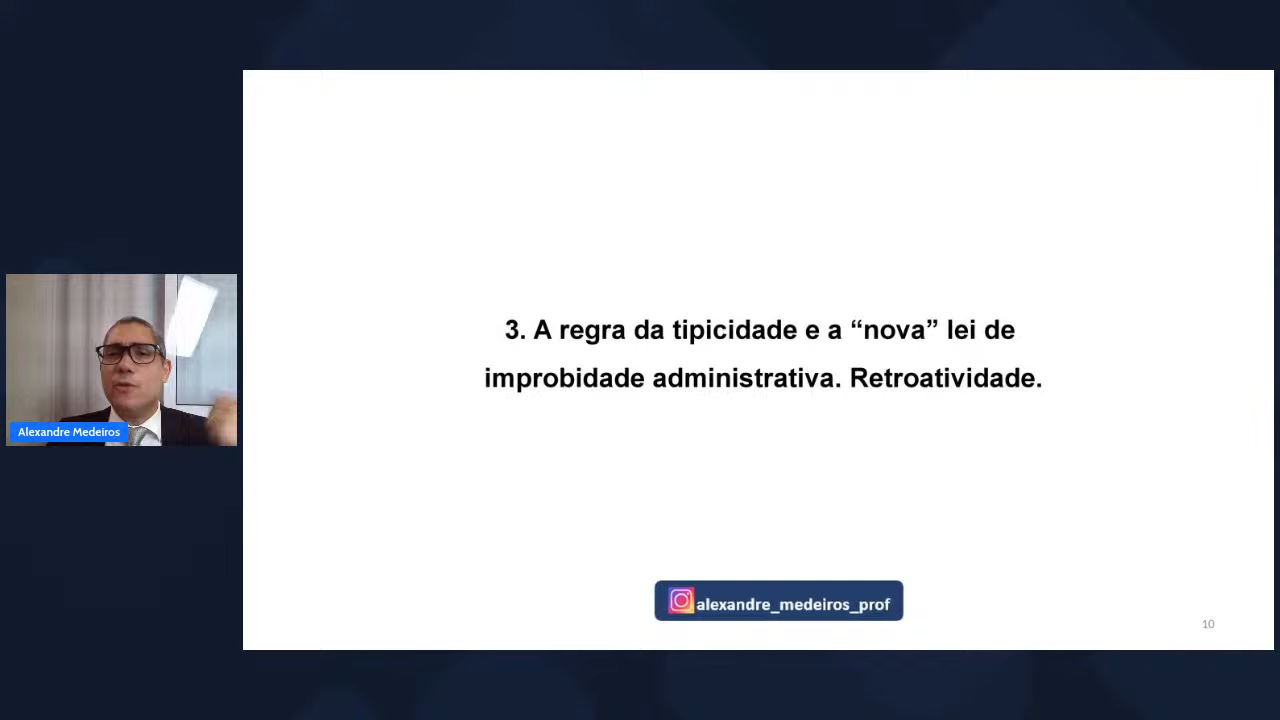 3. A regra da tipicidade e a “nova” lei de
improbidade administrativa. Retroatividade.
Alexandre Medeiros
alexandre_medeiros_prof
10